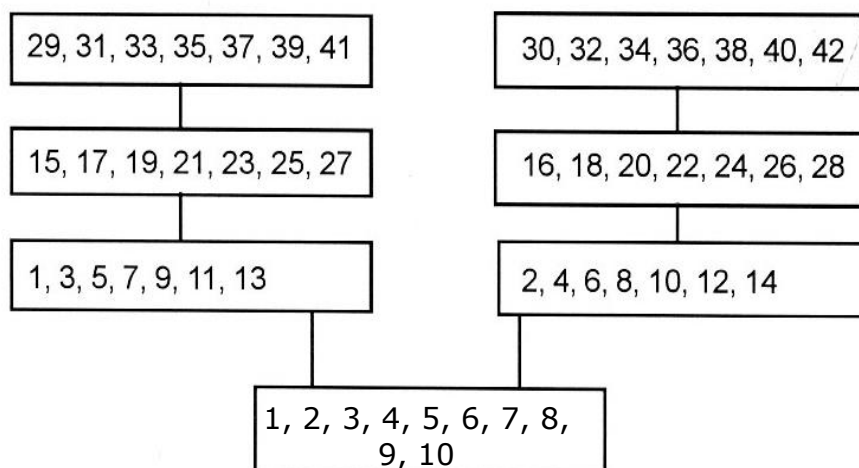 29, 31, 33, 35, 37, 39, 41
30, 32, 34, 36, 38, 40, 42
15, 17, 19, 21, 23, 25, 27
16, 18, 20, 22, 24, 26, 28
1, 3, 5, 7, 9, 11, 13
2, 4, 6, 8, 10, 12, 14
1, 2, 3, 4, 5, 6, 7, 8,
9, 10